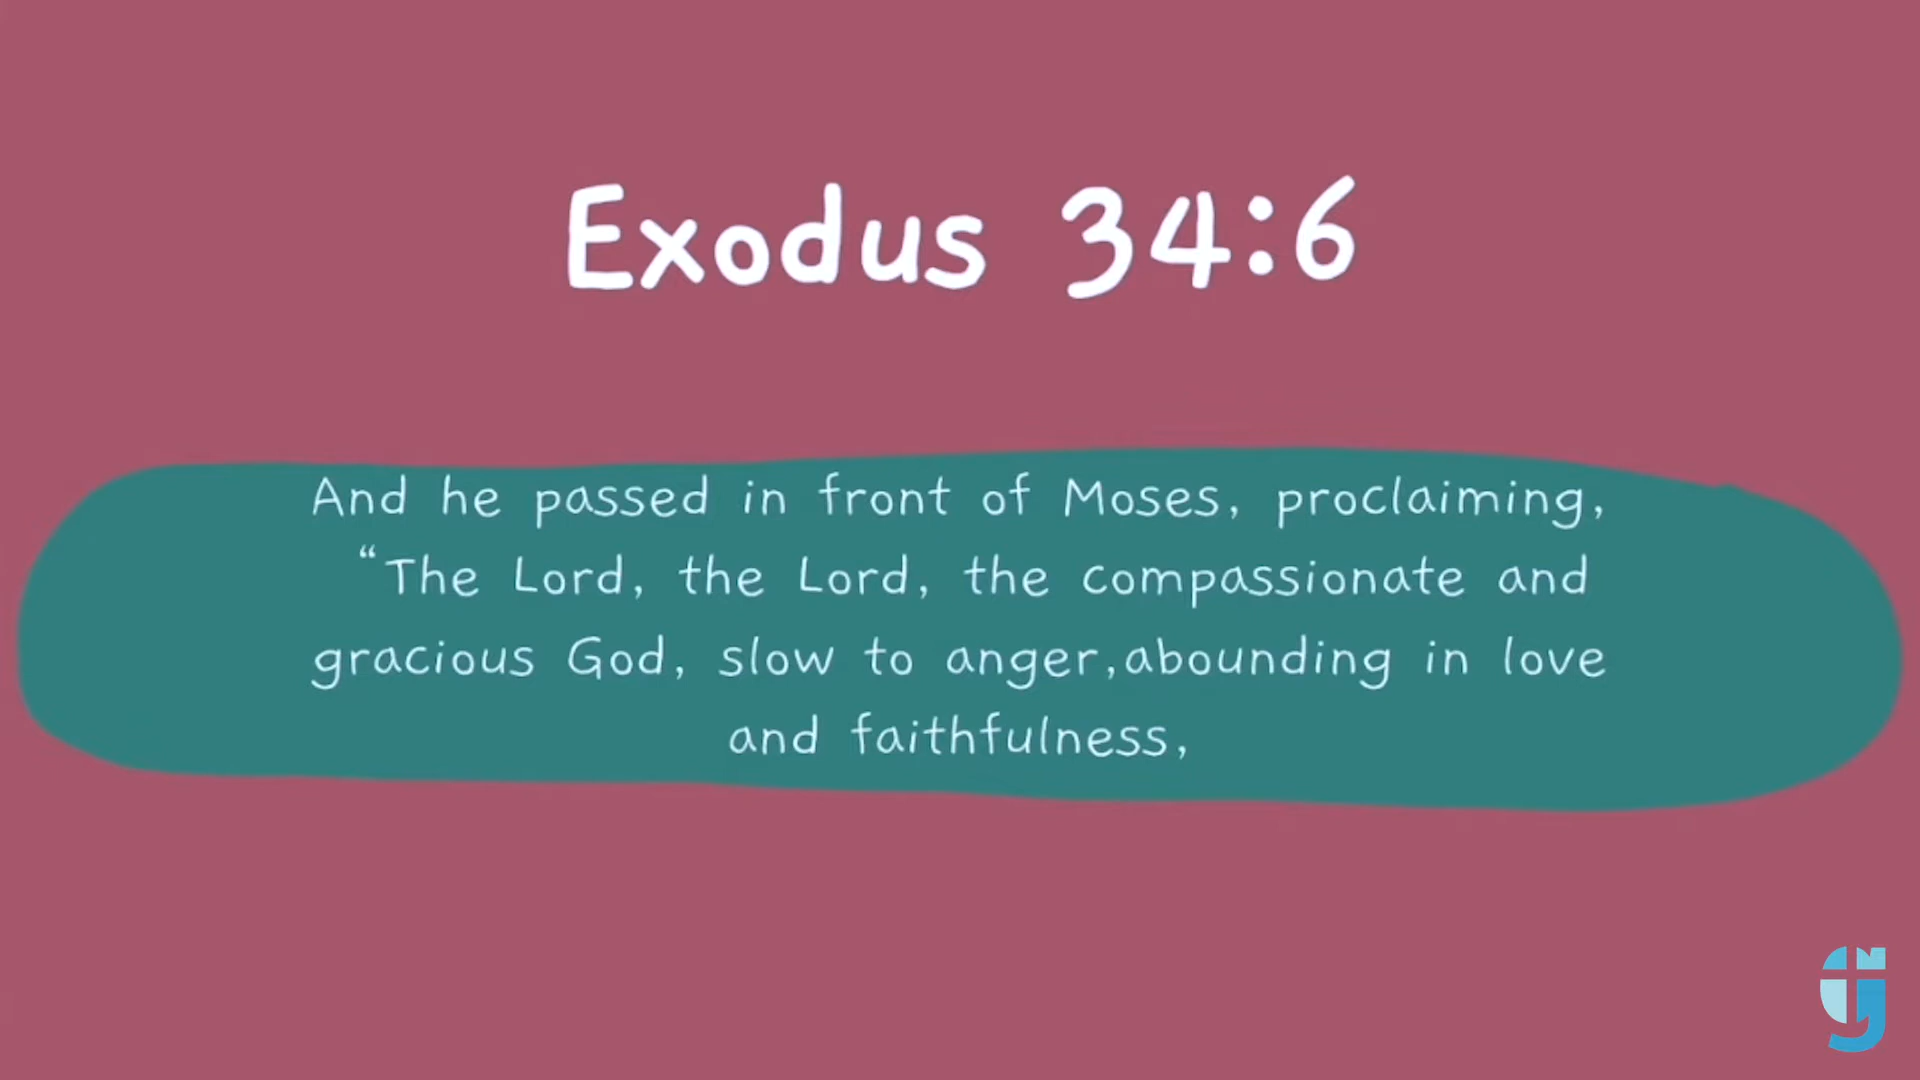 Exodus 34:6
And he passed in front of Moses, proclaiming,
“The Lord, the Lord, the compassionate and
gracious God, slow to anger,abounding in love
and faithfulness,